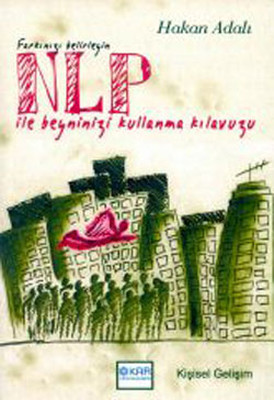 Hakan Adalı
Farkınızı belirleyin
NLP
ile beyninizi kullanma kılavuzu
Kişisel Gelişim